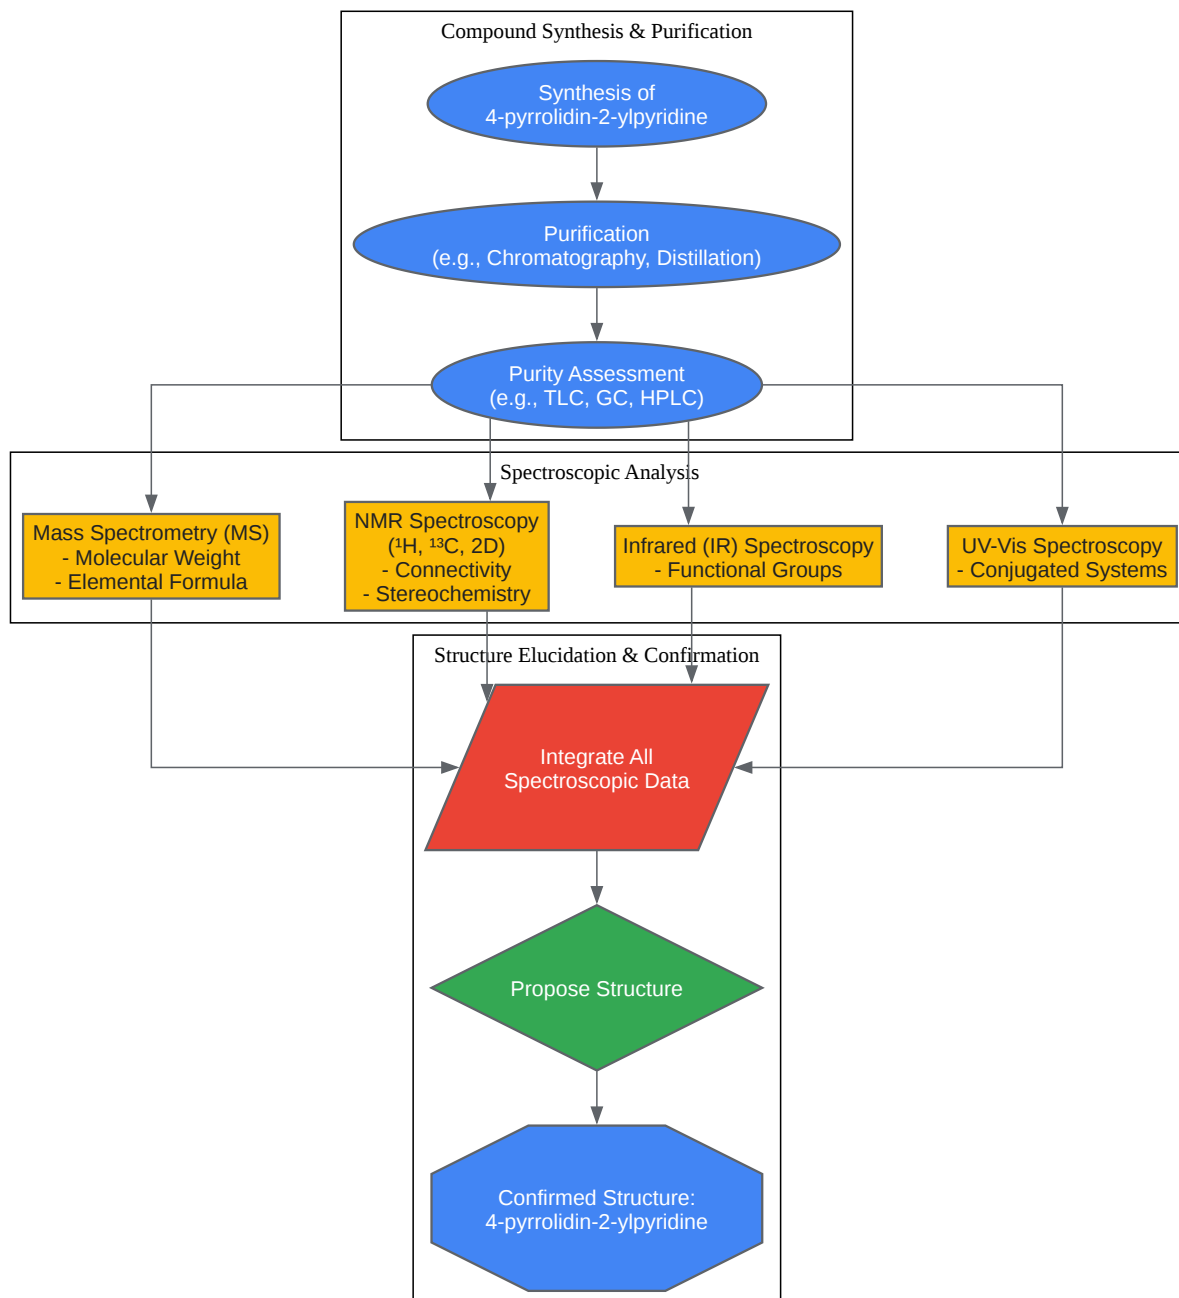 Compound Synthesis & Purification
Synthesis of
4-pyrrolidin-2-ylpyridine
Purification
(e.g., Chromatography, Distillation)
Purity Assessment
(e.g., TLC, GC, HPLC)
Spectroscopic Analysis
Mass Spectrometry (MS)
- Molecular Weight
- Elemental Formula
NMR Spectroscopy
(¹H, ¹³C, 2D)
- Connectivity
- Stereochemistry
Infrared (IR) Spectroscopy
- Functional Groups
UV-Vis Spectroscopy
- Conjugated Systems
Structure Elucidation & Confirmation
Integrate All
Spectroscopic Data
Propose Structure
Confirmed Structure:
4-pyrrolidin-2-ylpyridine